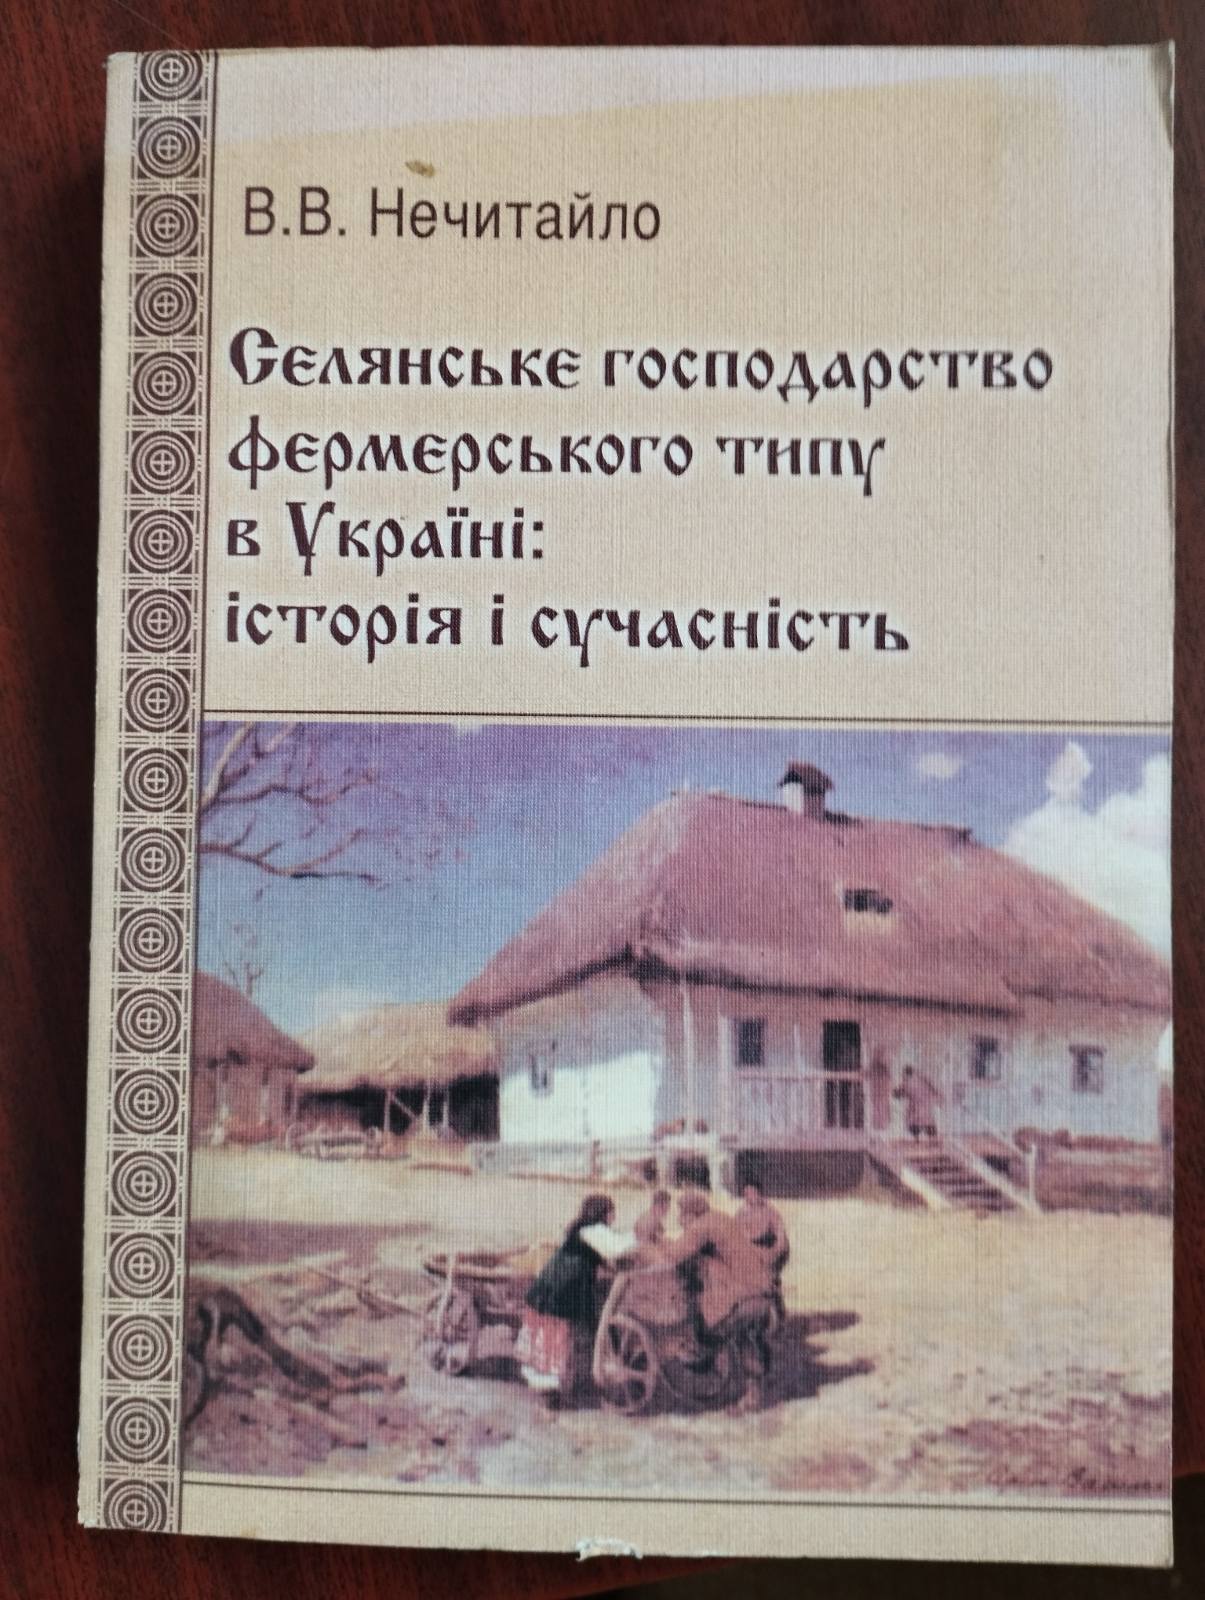 В.В. Нечитайло
Селянське господарство
фермерського типу
в Україні:
історія і сучасність